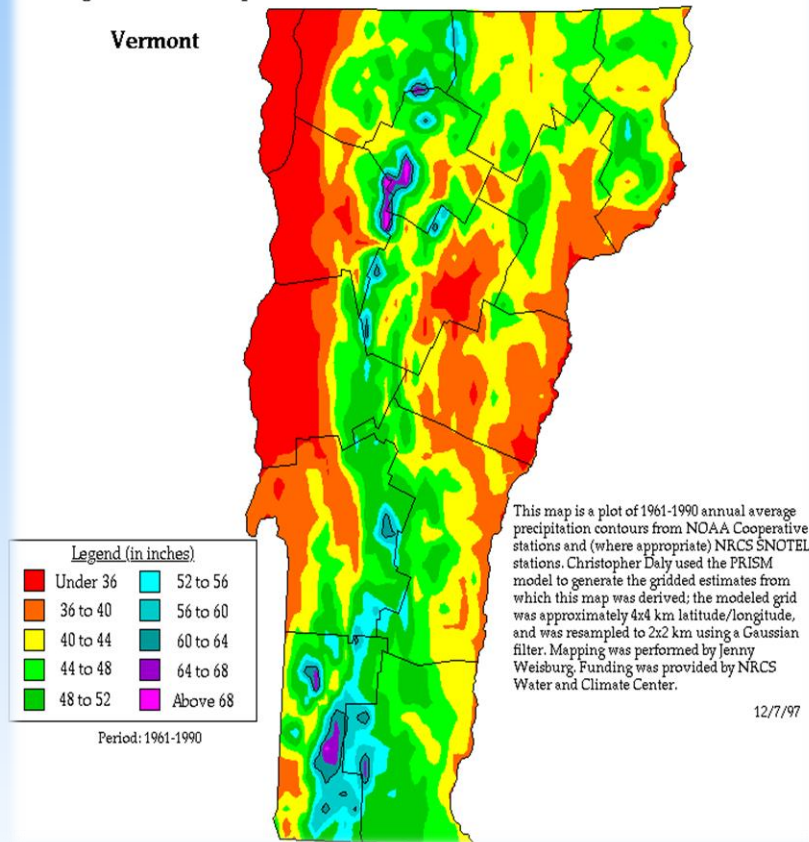 Vermont
This map is a plot of 1961-1990 annual average
precipitation contours from NOAA Cooperative
stations and (where appropriate) NRCS SNOTEL
stations. Christopher Daly used the PRISM
model to generate the gridded estimates from
which this map was derived; the modeled grid
was approximately 4x4 km latitude/longitude,
and was resampled to 2x2 km using a Gaussian
filter. Mapping was performed by Jenny
Weisburg. Funding was provided by NRCS
Water and Climate Center.
12/7/97
Legend (in inches)
Under 36
36 to 40
40 to 44
44 to 48
48 to 52
52 to 56
56 to 60
60 to 64
64 to 68
Above 68
Period: 1961-1990